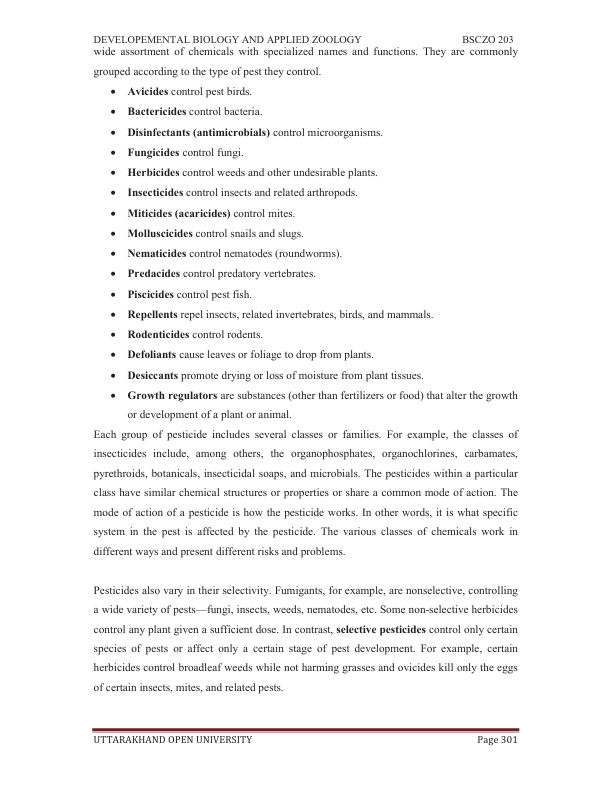 DEVELOPEMENTAL BIOLOGY AND APPLIED ZOOLOGY BSCZO 203
wide assortment of chemicals with specialized names and functions. They are commonly
grouped according to the type of pest they control.
• Avicides control pest birds.
• Bactericides control bacteria.
• Disinfectants (antimicrobials) control microorganisms.
• Fungicides control fungi.
• Herbicides control weeds and other undesirable plants.
• Insecticides control insects and related arthropods.
• Miticides (acaricides) control mites.
• Molluscicides control snails and slugs.
• Nematicides control nematodes (roundworms).
• Predacides control predatory vertebrates.
• Piscicides control pest fish.
• Repellents repel insects, related invertebrates, birds, and mammals.
• Rodenticides control rodents.
• Defoliants cause leaves or foliage to drop from plants.
• Desiccants promote drying or loss of moisture from plant tissues.
• Growth regulators are substances (other than fertilizers or food) that alter the growth
or development of a plant or animal.
Each group of pesticide includes several classes or families. For example, the classes of
insecticides include, among others, the organophosphates, organochlorines, carbamates,
pyrethroids, botanicals, insecticidal soaps, and microbials. The pesticides within a particular
class have similar chemical structures or properties or share a common mode of action. The
mode of action of a pesticide is how the pesticide works. In other words, it is what specific
system in the pest is affected by the pesticide. The various classes of chemicals work in
different ways and present different risks and problems.
Pesticides also vary in their selectivity. Fumigants, for example, are nonselective, controlling
a wide variety of pests—fungi, insects, weeds, nematodes, etc. Some non-selective herbicides
control any plant given a sufficient dose. In contrast, selective pesticides control only certain
species of pests or affect only a certain stage of pest development. For example, certain
herbicides control broadleaf weeds while not harming grasses and ovicides kill only the eggs
of certain insects, mites, and related pests.
UTTARAKHAND OPEN UNIVERSITY Page 301